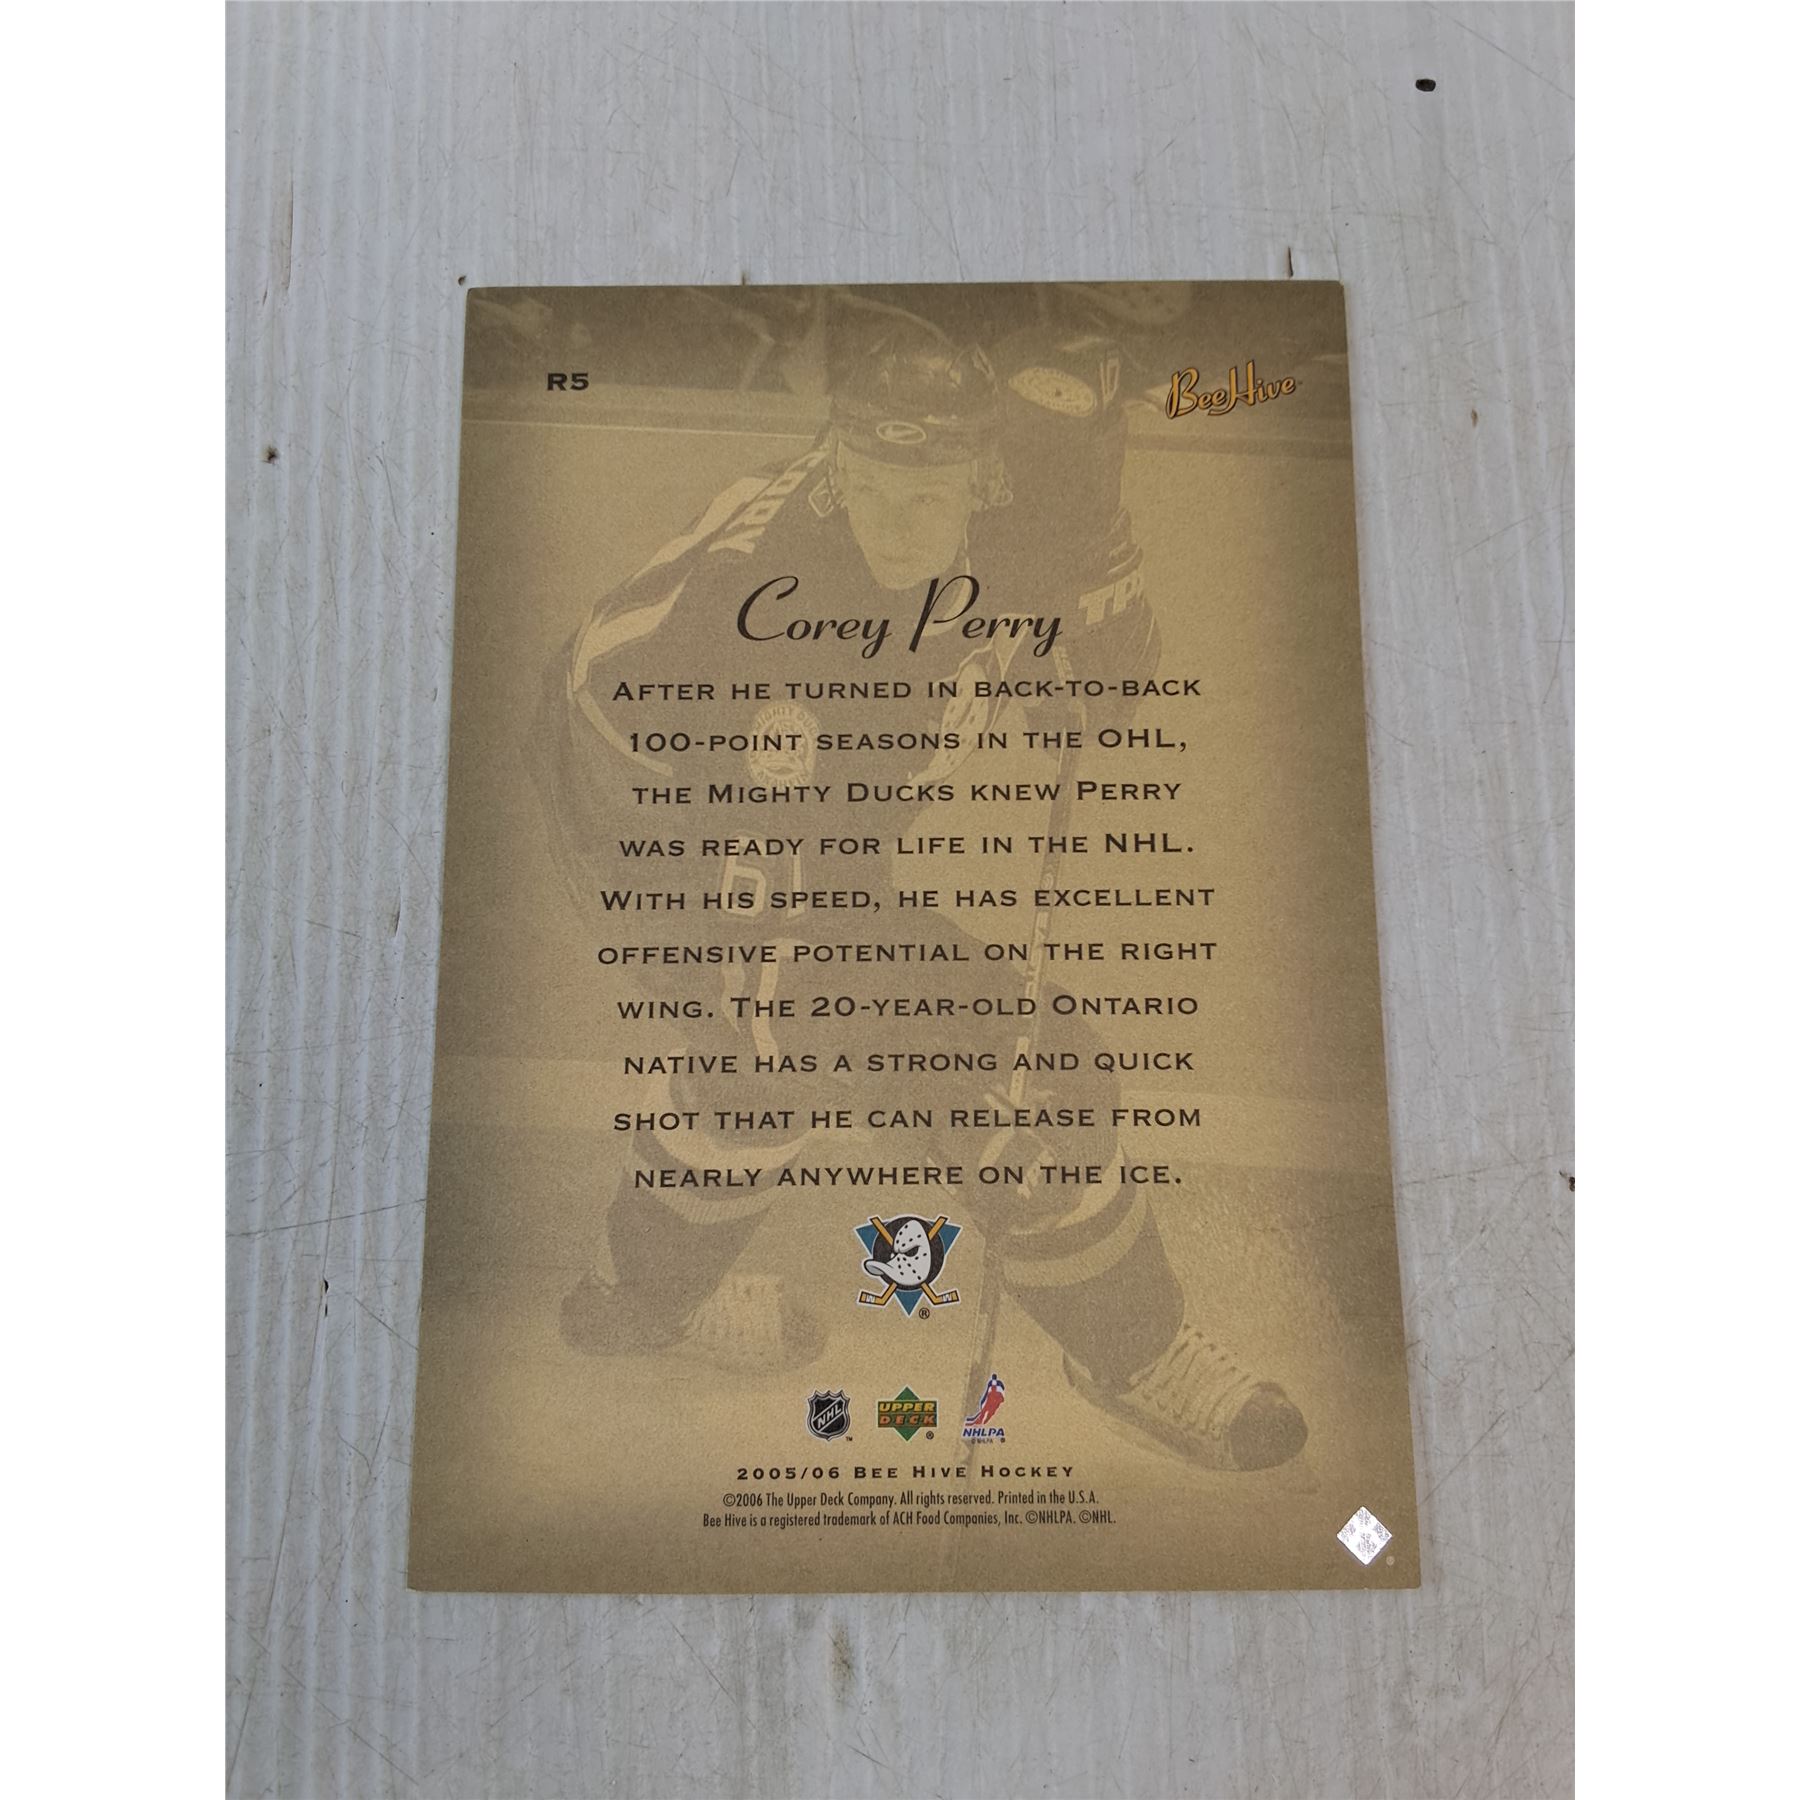 R5
BeeHive
Corey Perry
AFTER HE TURNED IN BACK-TO-BACK
100-POINT SEASONS IN THE OHL,
THE MIGHTY DUCKS KNEW PERRY
WAS READY FOR LIFE IN THE NHL.
WITH HIS SPEED, HE HAS EXCELLENT
OFFENSIVE POTENTIAL ON THE RIGHT
WING. THE 20-YEAR-OLD ONTARIO
NATIVE HAS A STRONG AND QUICK
SHOT THAT HE CAN RELEASE FROM
NEARLY ANYWHERE ON THE ICE.
®
NHL ™
UPPER DECK ®
NHLPA
2005/06 BEE HIVE HOCKEY
©2006 The Upper Deck Company. All rights reserved. Printed in the U.S.A.
Bee Hive is a registered trademark of ACH Food Companies, Inc. ©NHLPA. ©NHL.